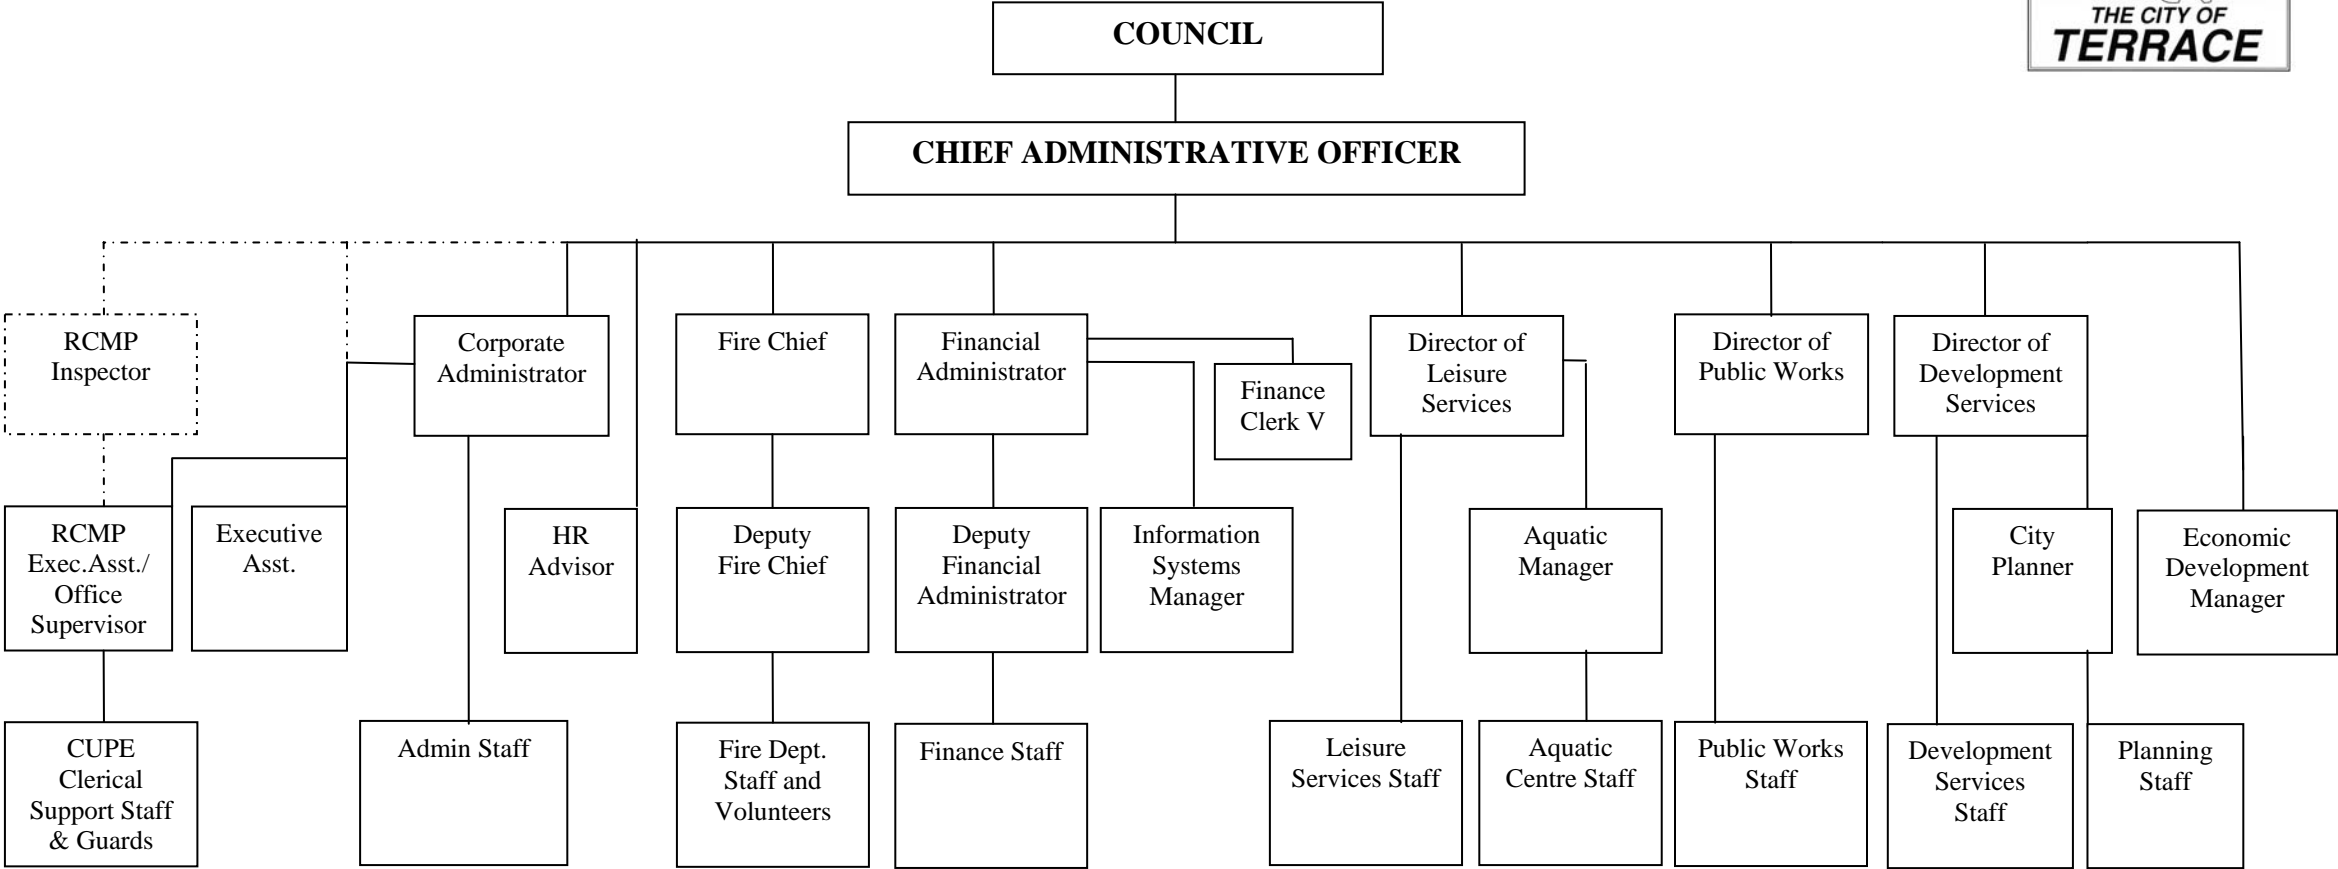 COUNCIL
THE CITY OF
TERRACE
CHIEF ADMINISTRATIVE OFFICER
RCMP
Inspector
Corporate
Administrator
Fire Chief
Financial
Administrator
Finance
Clerk V
Director of
Leisure
Services
Director of
Public Works
Director of
Development
Services
RCMP
Exec.Asst./
Office
Supervisor
Executive
Asst.
HR
Advisor
Deputy
Fire Chief
Deputy
Financial
Administrator
Information
Systems
Manager
Aquatic
Manager
City
Planner
Economic
Development
Manager
CUPE
Clerical
Support Staff
& Guards
Admin Staff
Fire Dept.
Staff and
Volunteers
Finance Staff
Leisure
Services Staff
Aquatic
Centre Staff
Public Works
Staff
Development
Services
Staff
Planning
Staff